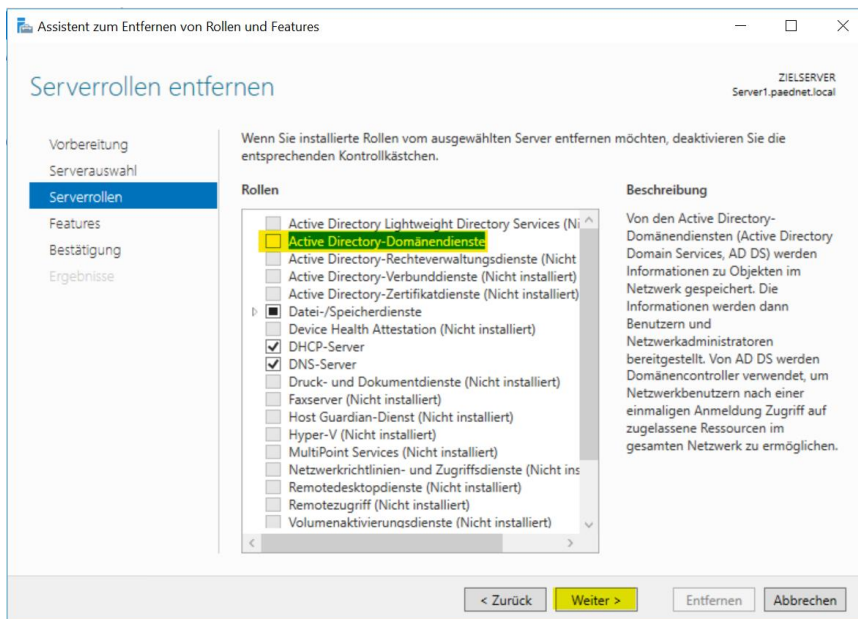 Assistent zum Entfernen von Rollen und Features
Serverrollen entfernen
ZIELSERVER
Server1.paednet.local
Vorbereitung
Serverauswahl
Serverrollen
Features
Bestätigung
Ergebnisse
Wenn Sie installierte Rollen vom ausgewählten Server entfernen möchten, deaktivieren Sie die
entsprechenden Kontrollkästchen.
Rollen
Active Directory Lightweight Directory Services (Ni
Active Directory-Domänendienste
Active Directory-Rechteverwaltungsdienste (Nicht
Active Directory-Verbunddienste (Nicht installiert)
Active Directory-Zertifikatdienste (Nicht installiert)
Datei-/Speicherdienste
Device Health Attestation (Nicht installiert)
DHCP-Server
DNS-Server
Druck- und Dokumentdienste (Nicht installiert)
Faxserver (Nicht installiert)
Host Guardian-Dienst (Nicht installiert)
Hyper-V (Nicht installiert)
MultiPoint Services (Nicht installiert)
Netzwerkrichtlinien- und Zugriffsdienste (Nicht ins
Remotedesktopdienste (Nicht installiert)
Remotezugriff (Nicht installiert)
Volumenaktivierungsdienste (Nicht installiert)
Beschreibung
Von den Active Directory-
Domänendiensten (Active Directory
Domain Services, AD DS) werden
Informationen zu Objekten im
Netzwerk gespeichert. Die
Informationen werden dann
Benutzern und
Netzwerkadministratoren
bereitgestellt. Von AD DS werden
Domänencontroller verwendet, um
Netzwerkbenutzern nach einer
einmaligen Anmeldung Zugriff auf
zugelassene Ressourcen im
gesamten Netzwerk zu ermöglichen.
< Zurück
Weiter >
Entfernen
Abbrechen